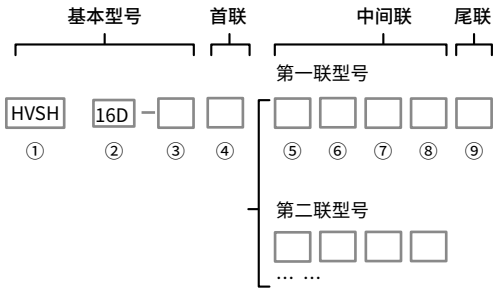 基本型号 首联 中间联 尾联
第一联型号
HVSH 16D –
① ② ③ ④ ⑤ ⑥ ⑦ ⑧ ⑨
第二联型号
… …